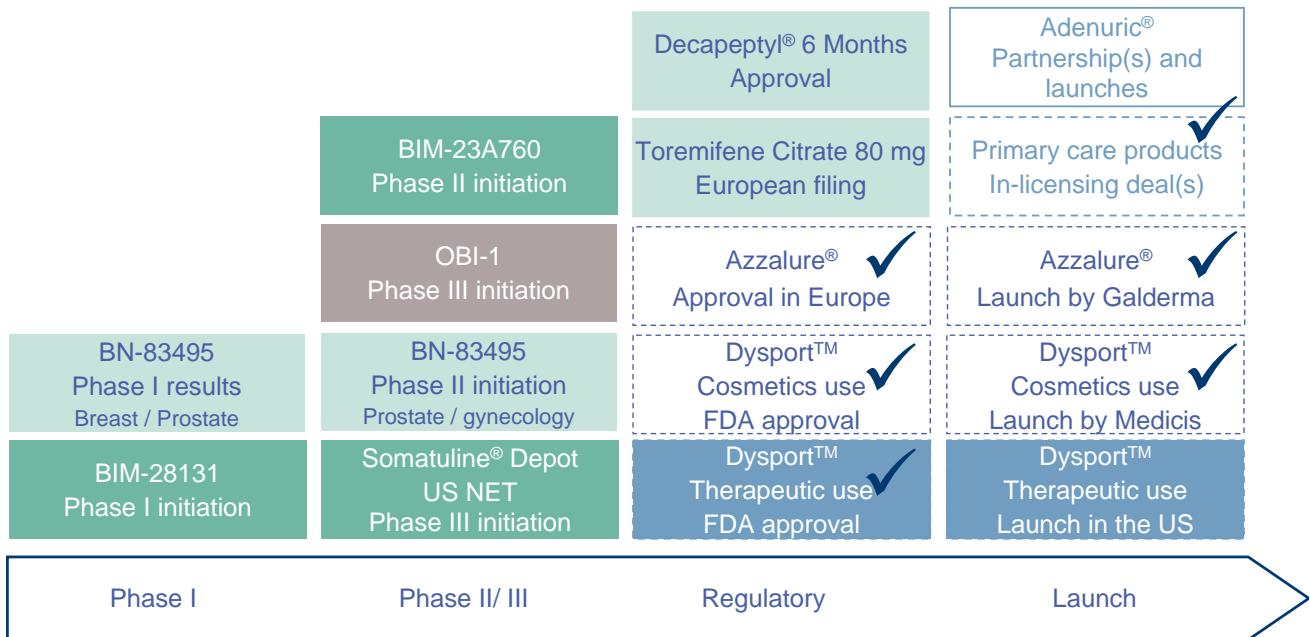 Decapeptyl® 6 Months
Approval
Adenuric®
Partnership(s) and
launches
BIM-23A760
Phase II initiation
Toremifene Citrate 80 mg
European filing
Primary care products
In-licensing deal(s)
OBI-1
Phase III initiation
Azzalure®
Approval in Europe
Azzalure®
Launch by Galderma
BN-83495
Phase I results
Breast / Prostate
BN-83495
Phase II initiation
Prostate / gynecology
Dysport™
Cosmetics use
FDA approval
Dysport™
Cosmetics use
Launch by Medicis
BIM-28131
Phase I initiation
Somatuline® Depot
US NET
Phase III initiation
Dysport™
Therapeutic use
FDA approval
Dysport™
Therapeutic use
Launch in the US
Phase I
Phase II/ III
Regulatory
Launch